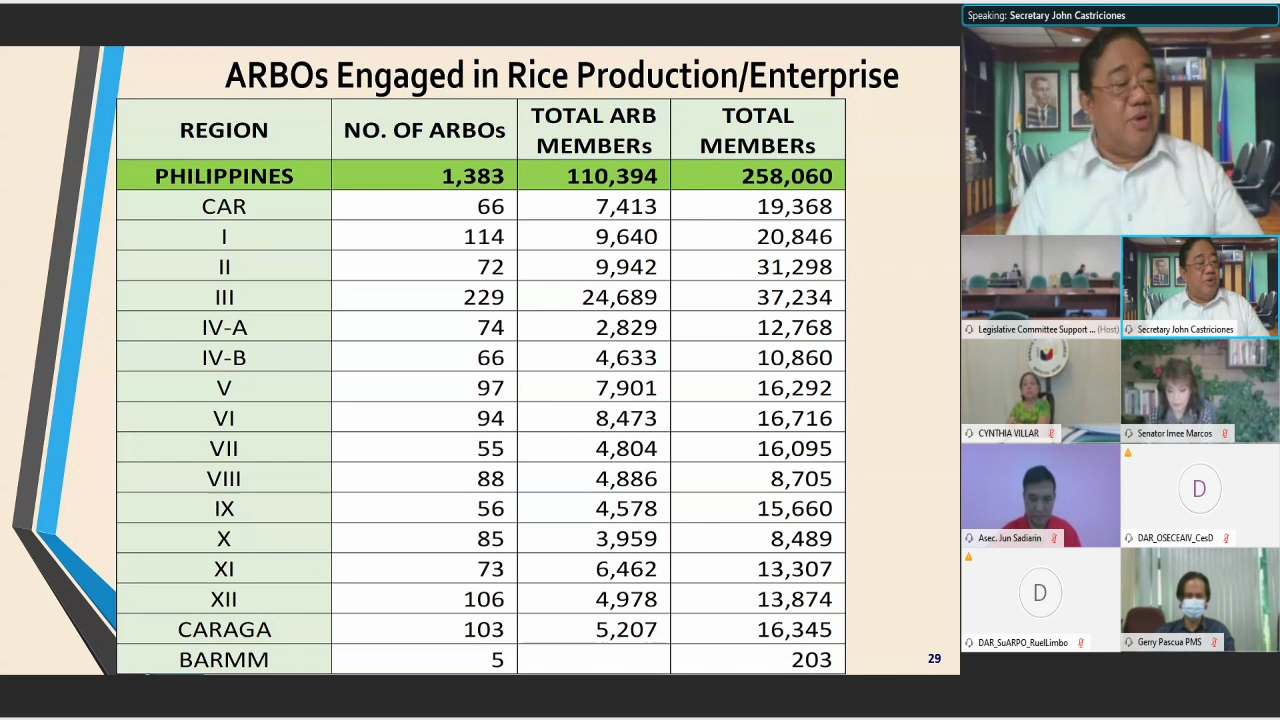 Speaking: Secretary John Castriciones
ARBOs Engaged in Rice Production/Enterprise
REGION NO. OF ARBOs TOTAL ARB MEMBERs TOTAL MEMBERs
PHILIPPINES 1,383 110,394 258,060
CAR 66 7,413 19,368
I 114 9,640 20,846
II 72 9,942 31,298
III 229 24,689 37,234
IV-A 74 2,829 12,768
IV-B 66 4,633 10,860
V 97 7,901 16,292
VI 94 8,473 16,716
VII 55 4,804 16,095
VIII 88 4,886 8,705
IX 56 4,578 15,660
X 85 3,959 8,489
XI 73 6,462 13,307
XII 106 4,978 13,874
CARAGA 103 5,207 16,345
BARMM 5 203
29
Legislative Committee Support ... (Host)
Secretary John Castriciones
CYNTHIA VILLAR
Senator Imee Marcos
Asec. Jun Sadiarin
D
DAR_OSECEAIV_CesD
D
DAR_SuARPO_RuelLimbo
Gerry Pascua PMS